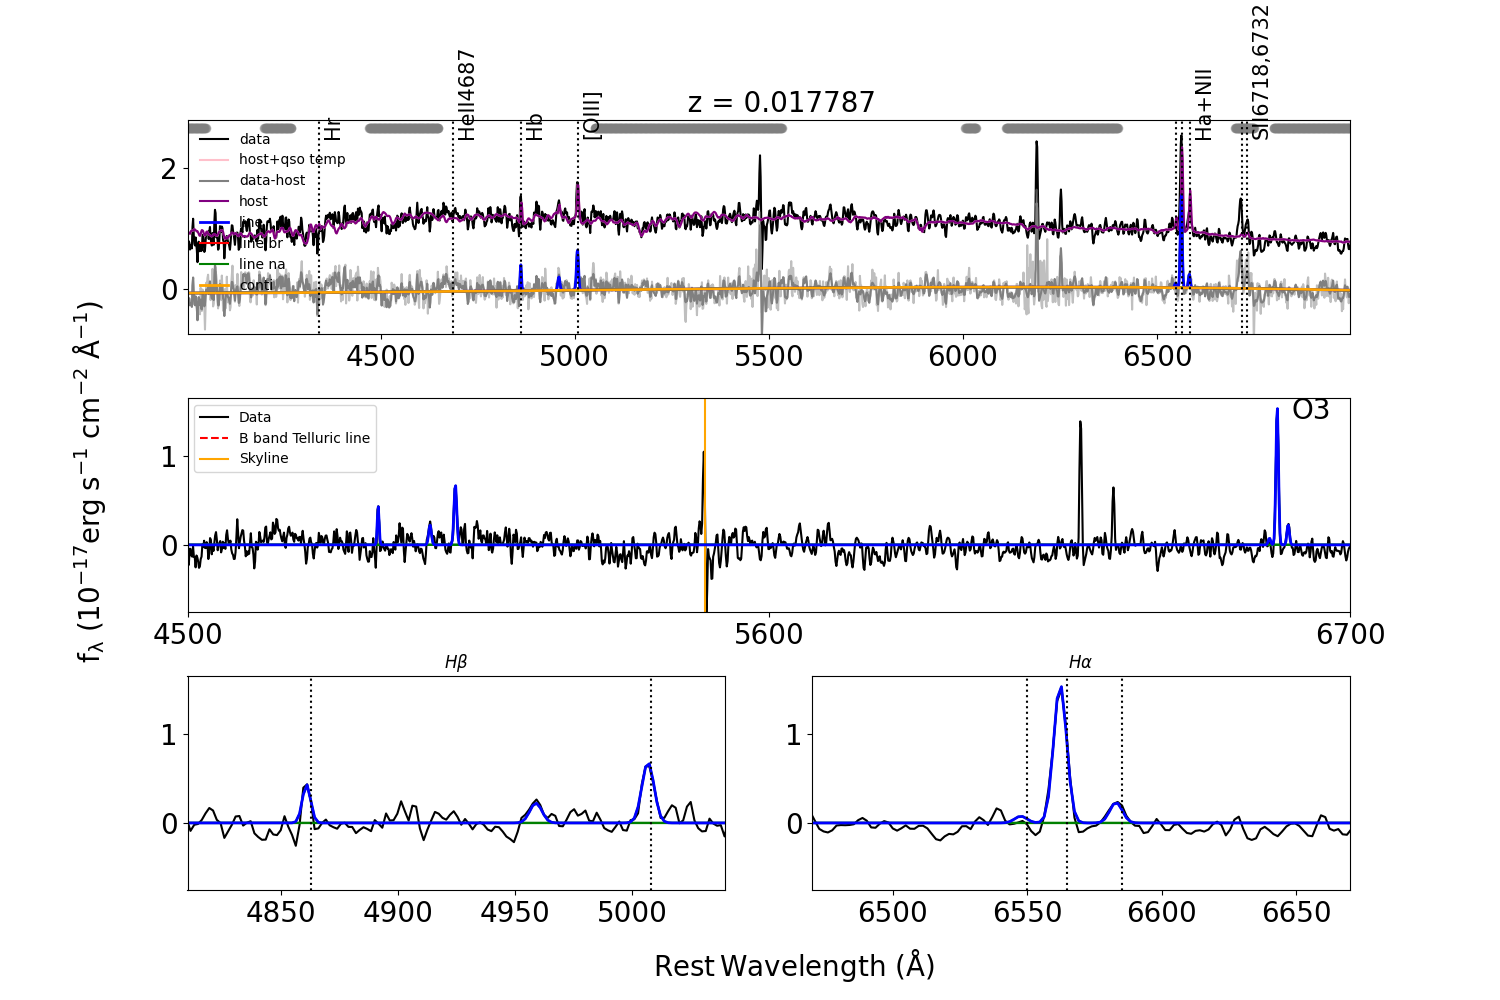 Hr
HeII4687
Hb
[OIII]
Ha+NII
SII6718,6732
z = 0.017787
data
host+qso temp
data-host
host
line
line br
line na
conti
2
0
4500
5000
5500
6000
6500
Data
B band Telluric line
Skyline
O3
1
0
4500
5600
6700
fλ (10⁻¹⁷erg s⁻¹ cm⁻² Å⁻¹)
Hβ
1
0
4850
4900
4950
5000
Hα
1
0
6500
6550
6600
6650
Rest Wavelength (Å)